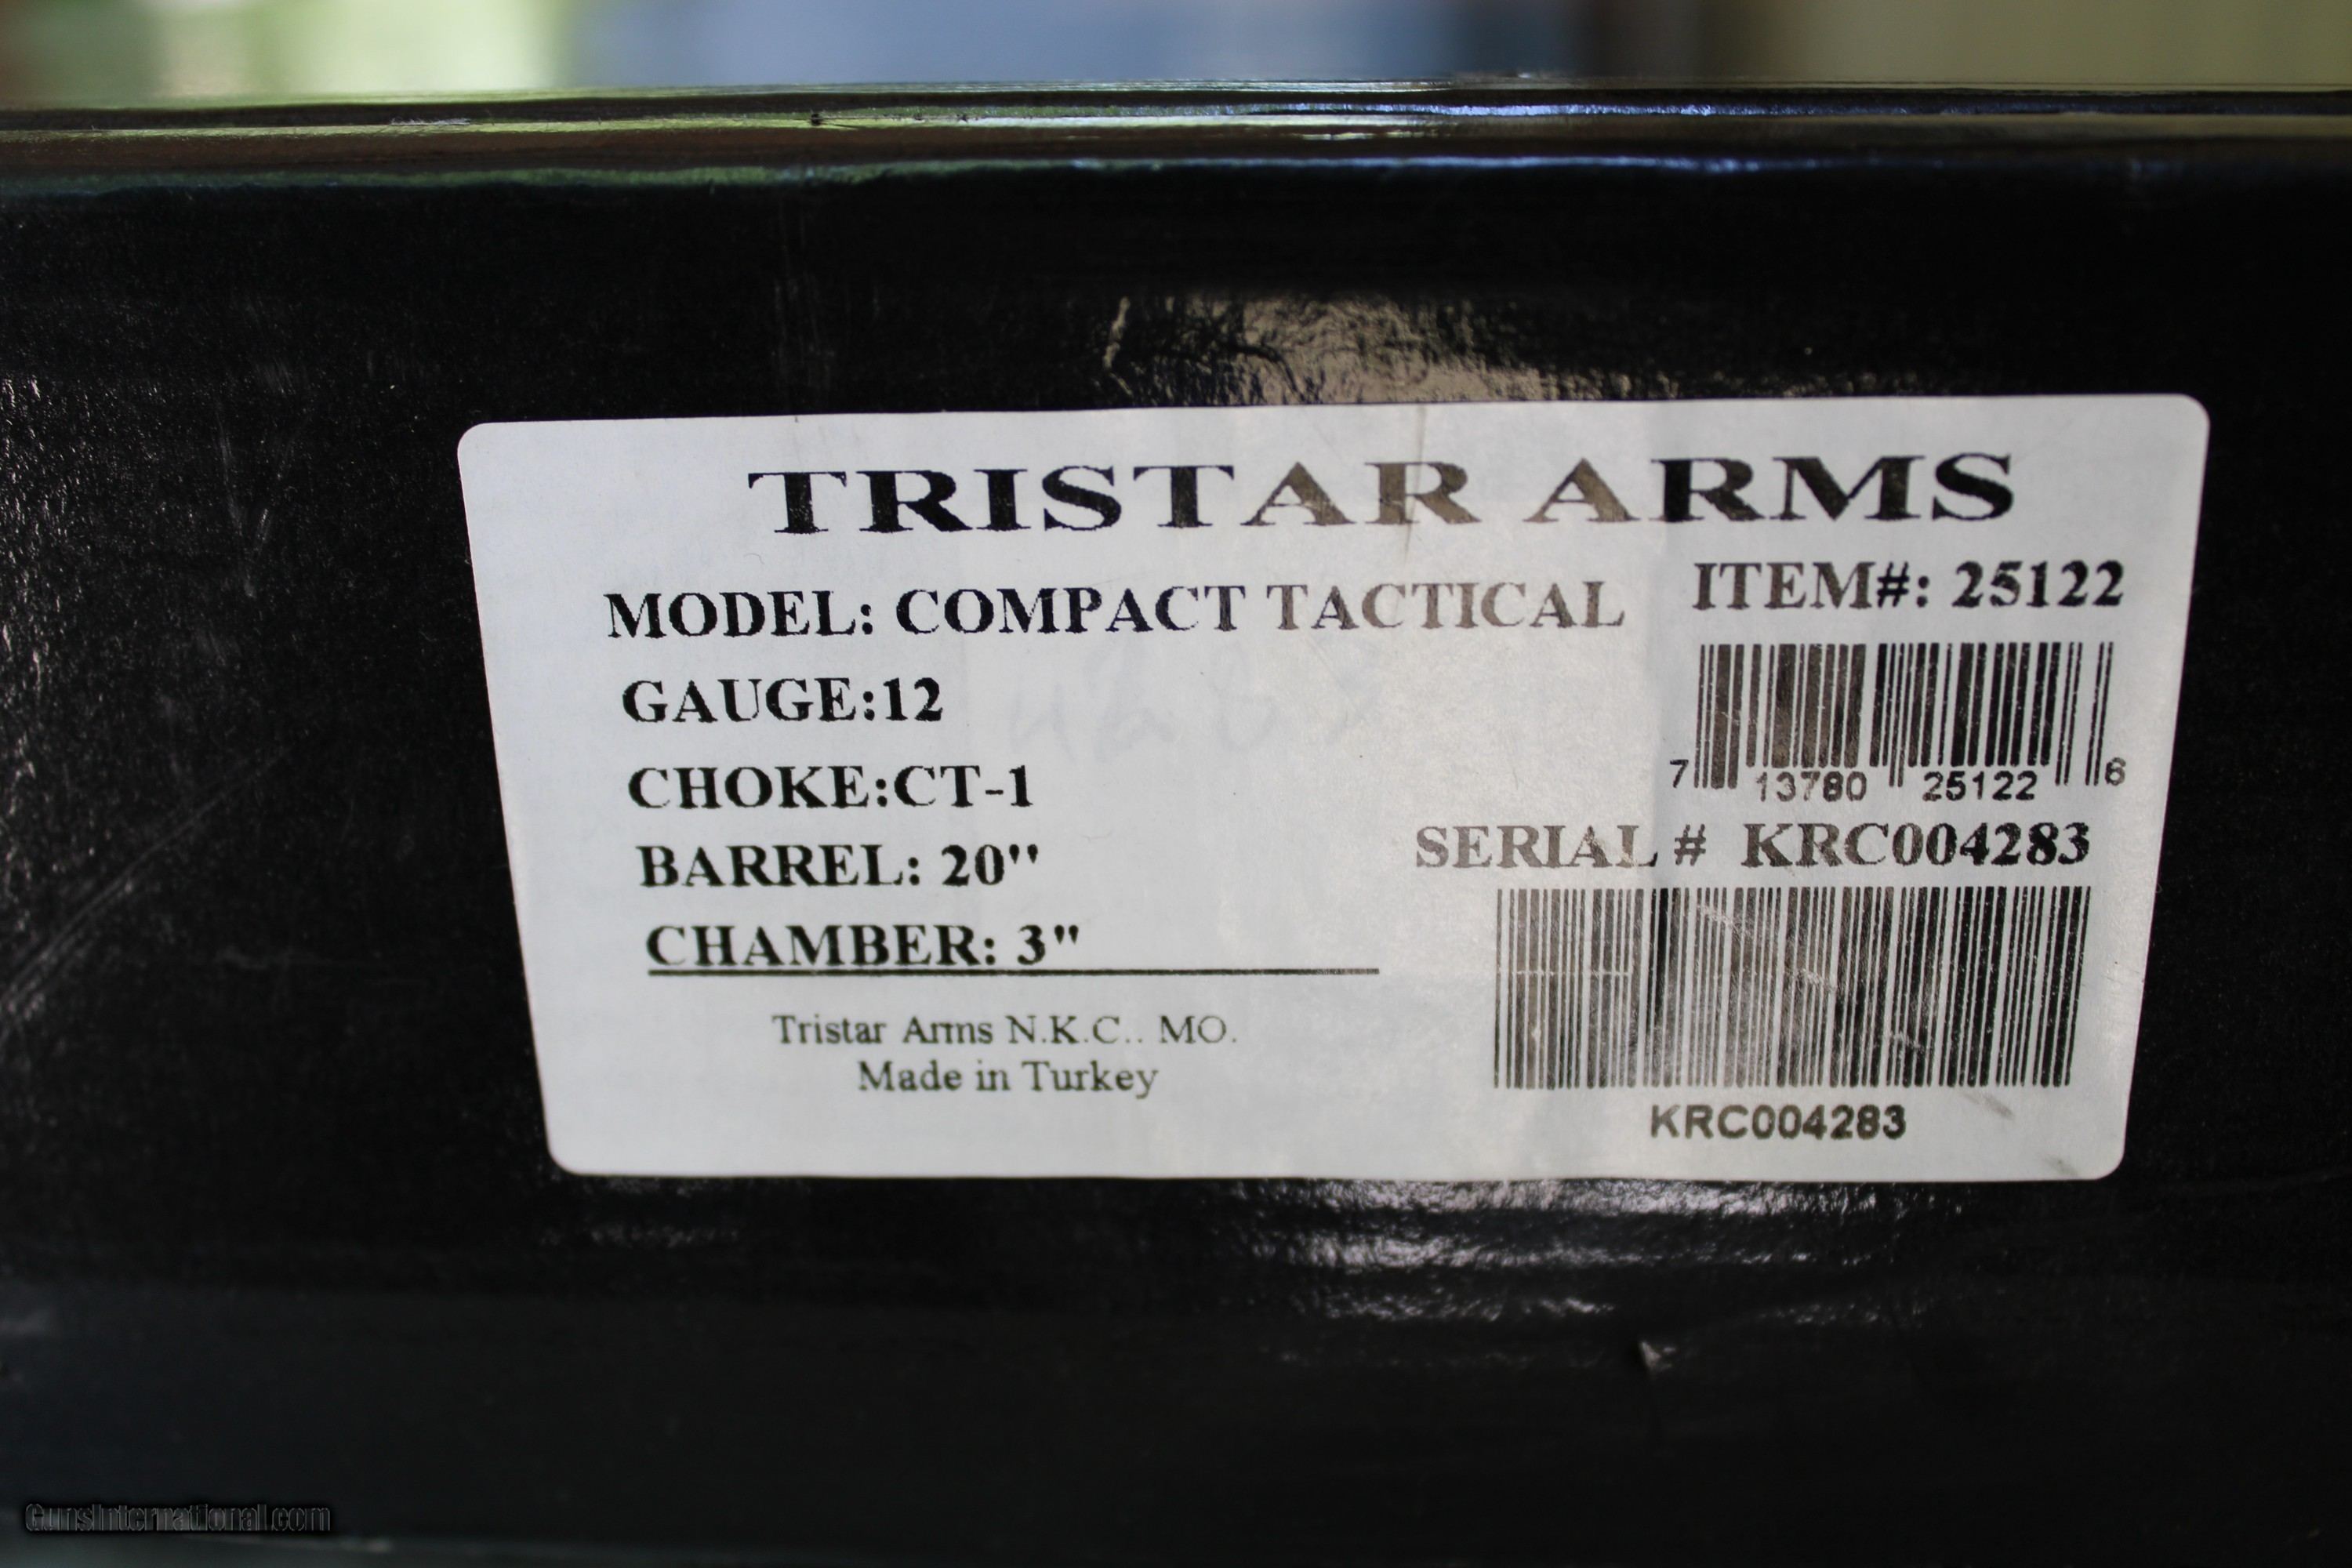 TRISTAR ARMS
MODEL: COMPACT TACTICAL
ITEM#: 25122
GAUGE:12
7 13780 25122 6
CHOKE:CT-1
SERIAL # KRC004283
BARREL: 20''
CHAMBER: 3"
Tristar Arms N.K.C.. MO.
Made in Turkey
KRC004283
GunsInternational.com